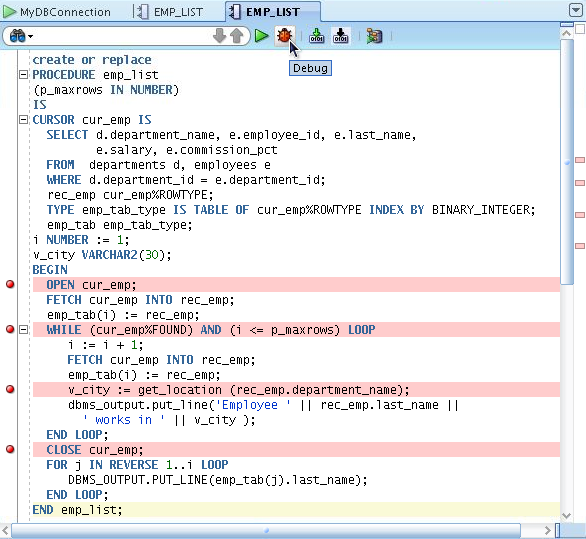 MyDBConnection EMP_LIST EMP_LIST
Debug
create or replace
PROCEDURE emp_list
(p_maxrows IN NUMBER)
IS
CURSOR cur_emp IS
SELECT d.department_name, e.employee_id, e.last_name,
e.salary, e.commission_pct
FROM departments d, employees e
WHERE d.department_id = e.department_id;
rec_emp cur_emp%ROWTYPE;
TYPE emp_tab_type IS TABLE OF cur_emp%ROWTYPE INDEX BY BINARY_INTEGER;
emp_tab emp_tab_type;
i NUMBER := 1;
v_city VARCHAR2(30);
BEGIN
OPEN cur_emp;
FETCH cur_emp INTO rec_emp;
emp_tab(i) := rec_emp;
WHILE (cur_emp%FOUND) AND (i <= p_maxrows) LOOP
i := i + 1;
FETCH cur_emp INTO rec_emp;
emp_tab(i) := rec_emp;
v_city := get_location (rec_emp.department_name);
dbms_output.put_line('Employee ' || rec_emp.last_name ||
' works in ' || v_city );
END LOOP;
CLOSE cur_emp;
FOR j IN REVERSE 1..i LOOP
DBMS_OUTPUT.PUT_LINE(emp_tab(j).last_name);
END LOOP;
END emp_list;